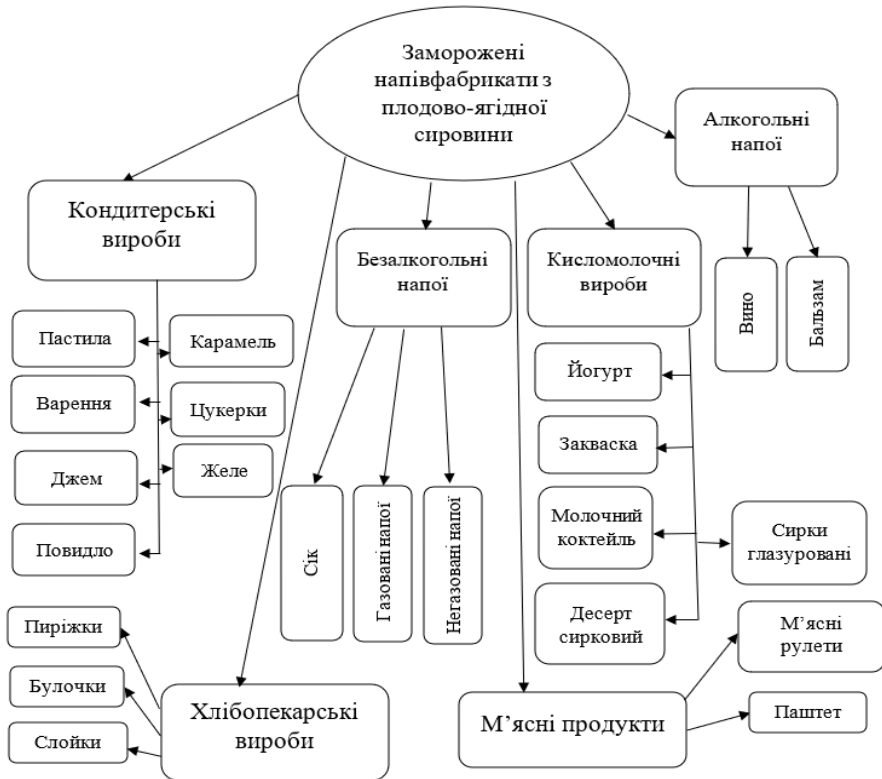 Заморожені
напівфабрикати з
плодово-ягідної
сировини
Алкогольні
напої
Кондитерські
вироби
Безалкогольні
напої
Кисломолочні
вироби
Вино
Бальзам
Пастила
Карамель
Варення
Цукерки
Джем
Желе
Повидло
Сік
Газовані напої
Негазовані напої
Йогурт
Закваска
Молочний
коктейль
Сирки
глазуровані
Десерт
сирковий
Пиріжки
Булочки
Слойки
Хлібопекарські
вироби
М’ясні продукти
М’ясні
рулети
Паштет